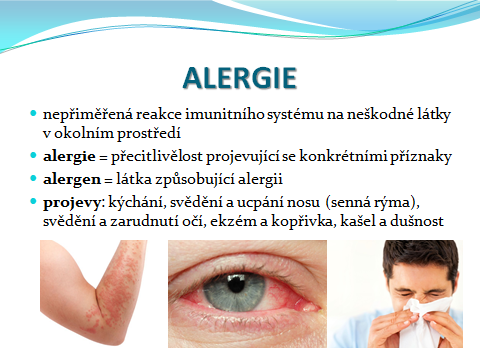 ALERGIE
• nepřiměřená reakce imunitního systému na neškodné látky
v okolním prostředí
• alergie = přecitlivělost projevující se konkrétními příznaky
• alergen = látka způsobující alergii
• projevy: kýchání, svědění a ucpání nosu (senná rýma),
svědění a zarudnutí očí, ekzém a kopřivka, kašel a dušnost